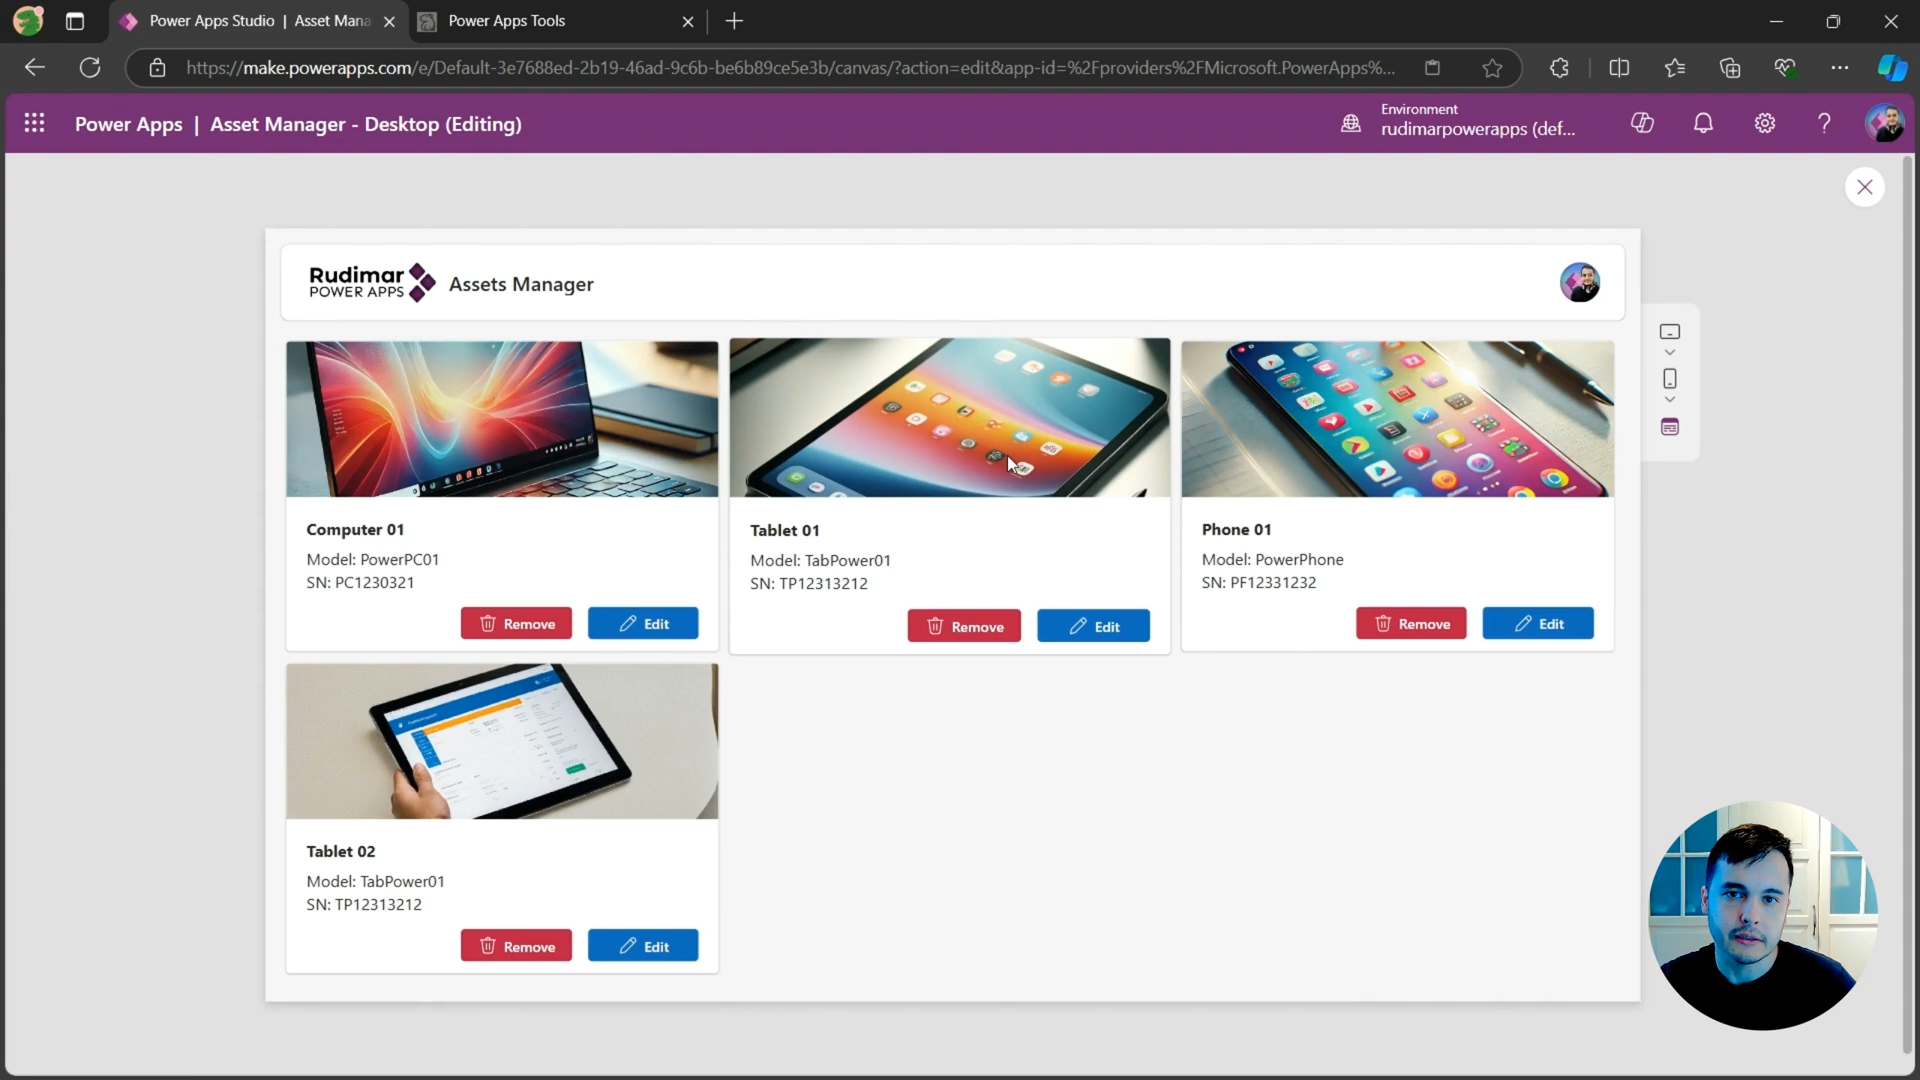 Power Apps Studio | Asset Mana
Power Apps Tools
https://make.powerapps.com/e/Default-3e7688ed-2b19-46ad-9c6b-be6b89ce5e3b/canvas/?action=edit&app-id=%2Fproviders%2FMicrosoft.PowerApps%...
Power Apps | Asset Manager - Desktop (Editing)
Environment
rudimarpowerapps (def...
Rudimar
POWER APPS
Assets Manager
Computer 01
Model: PowerPC01
SN: PC1230321
Remove
Edit
Tablet 01
Model: TabPower01
SN: TP12313212
Remove
Edit
Phone 01
Model: PowerPhone
SN: PF12331232
Remove
Edit
Tablet 02
Model: TabPower01
SN: TP12313212
Remove
Edit